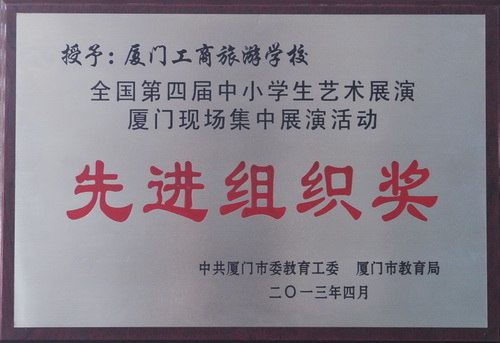 授予：厦门工商旅游学校
全国第四届中小学生艺术展演
厦门现场集中展演活动
先进组织奖
中共厦门市委教育工委　厦门市教育局
二〇一三年四月